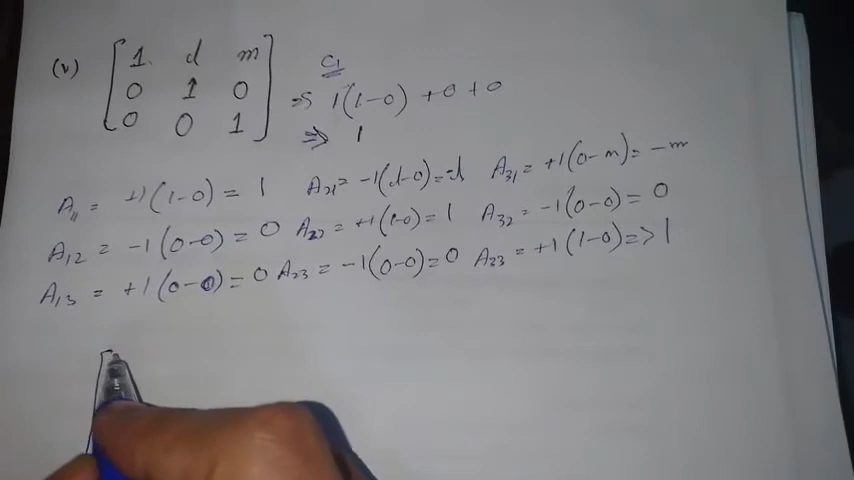 (v) [1. d m
0 1 0
0 0 1]
C1
=> 1(1-0) +0 +0
=> 1
A11 = +1(1-0) = 1 A21= -1(d-0)=-d A31= +1(0-m)= -m
A12 = -1(0-0) = 0 A22 = +1(1-0) = 1 A32 = -1(0-0) = 0
A13 = +1(0-0) = 0 A23 = -1(0-0)=0 A23 = +1(1-0)=> 1